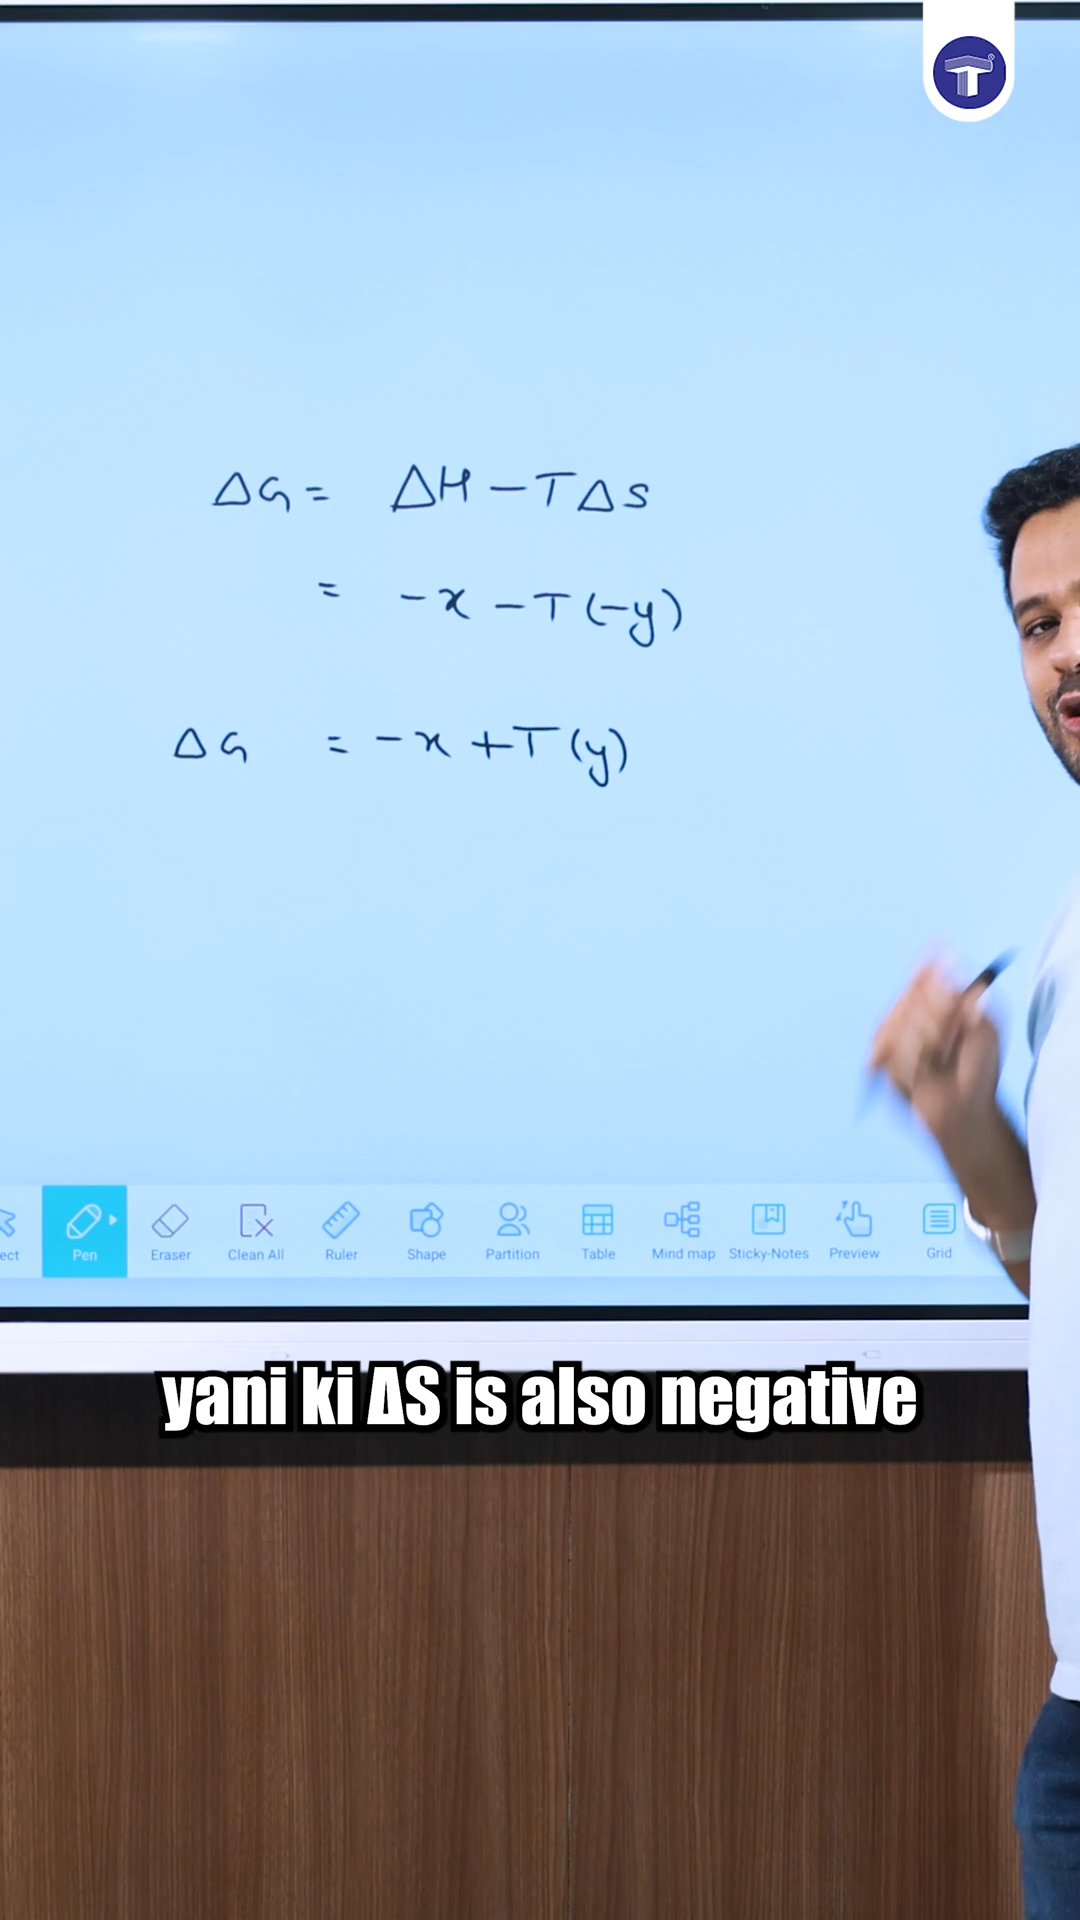 ΔG = ΔH - TΔS
= -x - T(-y)
ΔG = -x + T(y)
ect
Pen
Eraser
Clean All
Ruler
Shape
Partition
Table
Mind map
Sticky-Notes
Preview
Grid
yani ki ΔS is also negative